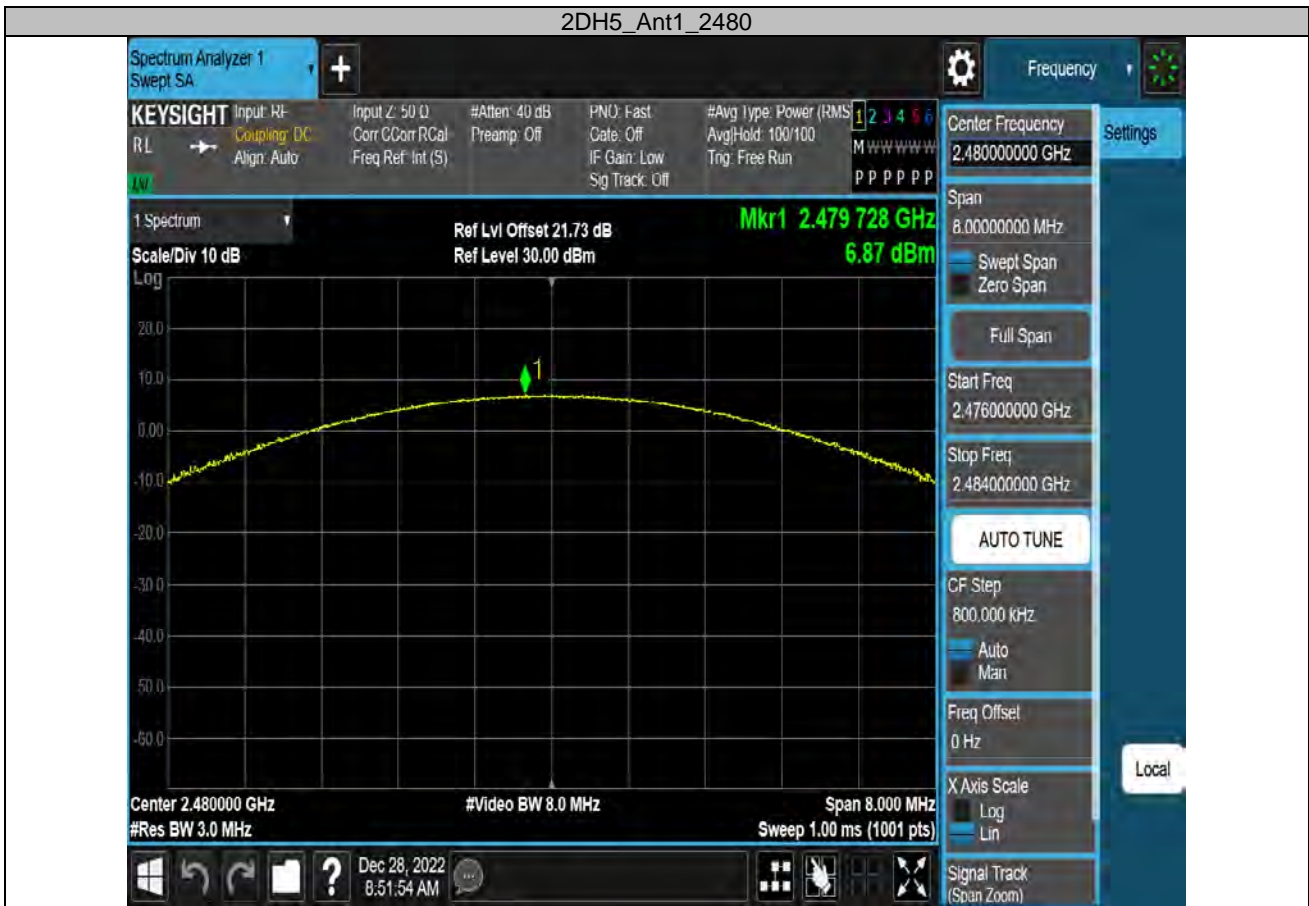 2DH5_Ant1_2480
Spectrum Analyzer 1
Swept SA
+
Frequency
KEYSIGHT
RL
Input: RF
Coupling: DC
Align: Auto
Input Z: 50 Ω
Corr CCorr RCal
Freq Ref: Int (S)
#Atten: 40 dB
Preamp: Off
PNO: Fast
Gate: Off
IF Gain: Low
Sig Track: Off
#Avg Type: Power (RMS
Avg|Hold: 100/100
Trig: Free Run
1 2 3 4 5 6
M W W W W W
P P P P P P
1 Spectrum
Scale/Div 10 dB
Ref Lvl Offset 21.73 dB
Ref Level 30.00 dBm
Mkr1 2.479 728 GHz
6.87 dBm
Log
20.0
10.0
0.00
-10.0
-20.0
-30.0
-40.0
-50.0
-60.0
1
Center 2.480000 GHz
#Res BW 3.0 MHz
#Video BW 8.0 MHz
Span 8.000 MHz
Sweep 1.00 ms (1001 pts)
Dec 28, 2022
8:51:54 AM
?
Center Frequency
2.480000000 GHz
Span
8.00000000 MHz
Swept Span
Zero Span
Full Span
Start Freq
2.476000000 GHz
Stop Freq
2.484000000 GHz
AUTO TUNE
CF Step
800.000 kHz
Auto
Man
Freq Offset
0 Hz
X Axis Scale
Log
Lin
Signal Track
(Span Zoom)
Settings
Local